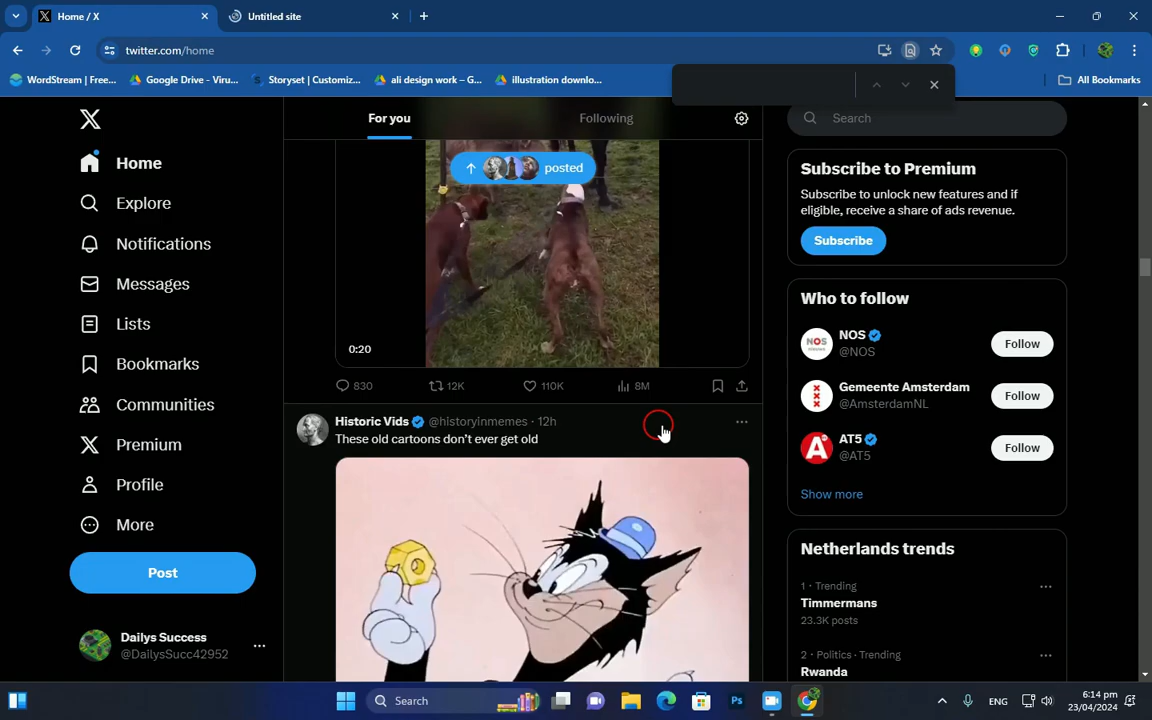 Home / X
Untitled site
twitter.com/home
WordStream | Free...
Google Drive - Viru...
Storyset | Customiz...
ali design work – G...
illustration downlo...
All Bookmarks
For you
Following
Search
posted
Home
Explore
Notifications
Messages
Lists
Bookmarks
Communities
Premium
Profile
More
Post
Dailys Success
@DailysSucc42952
0:20
830
12K
110K
8M
Historic Vids @historyinmemes · 12h
These old cartoons don't ever get old
Subscribe to Premium
Subscribe to unlock new features and if
eligible, receive a share of ads revenue.
Subscribe
Who to follow
NOS
@NOS
Follow
Gemeente Amsterdam
@AmsterdamNL
Follow
AT5
@AT5
Follow
Show more
Netherlands trends
1 · Trending
Timmermans
23.3K posts
2 · Politics · Trending
Rwanda
Search
Ps
ENG
6:14 pm
23/04/2024